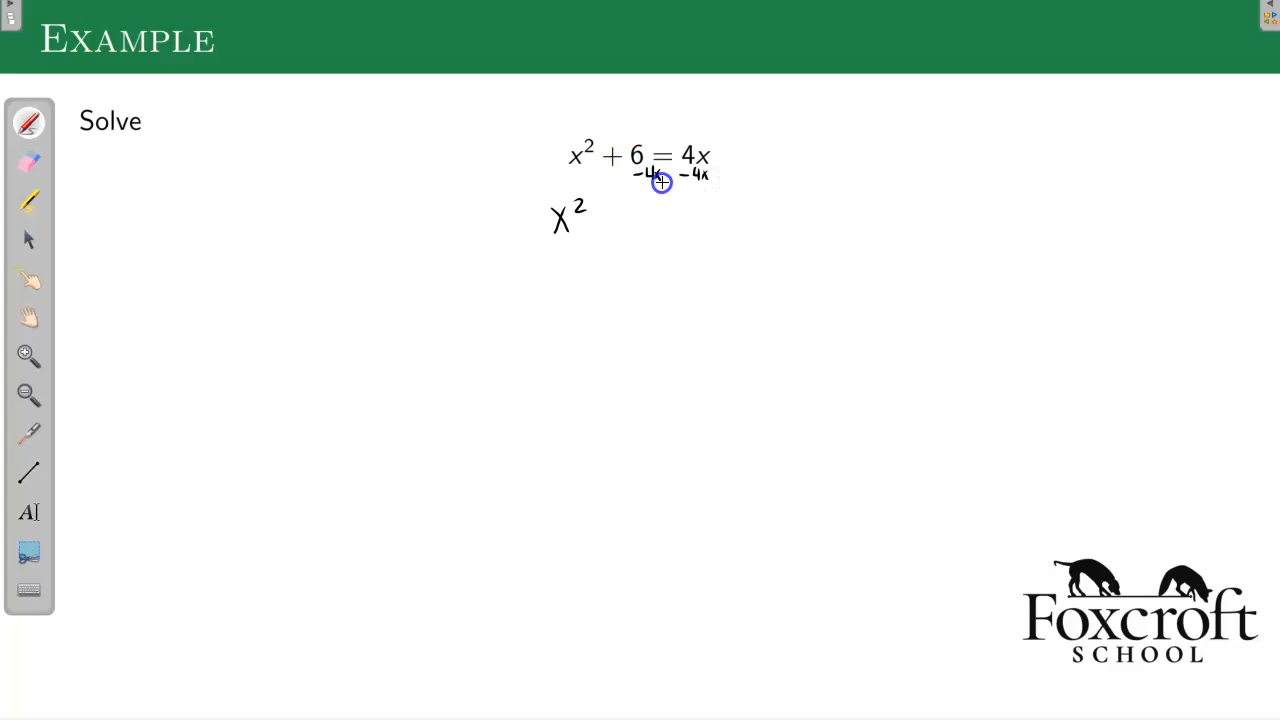 EXAMPLE
Solve
x² + 6 = 4x
-4x -4x
x²
A
Foxcroft
SCHOOL